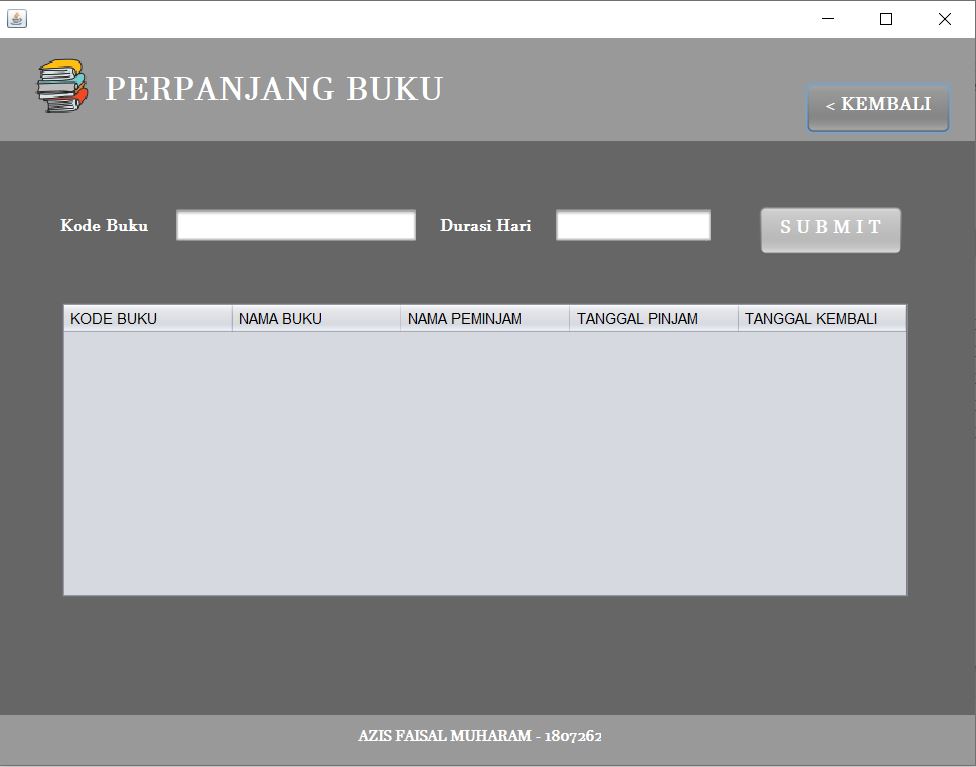 PERPANJANG BUKU
< KEMBALI
Kode Buku
Durasi Hari
SUBMIT
KODE BUKU NAMA BUKU NAMA PEMINJAM TANGGAL PINJAM TANGGAL KEMBALI
AZIS FAISAL MUHARAM - 1807262